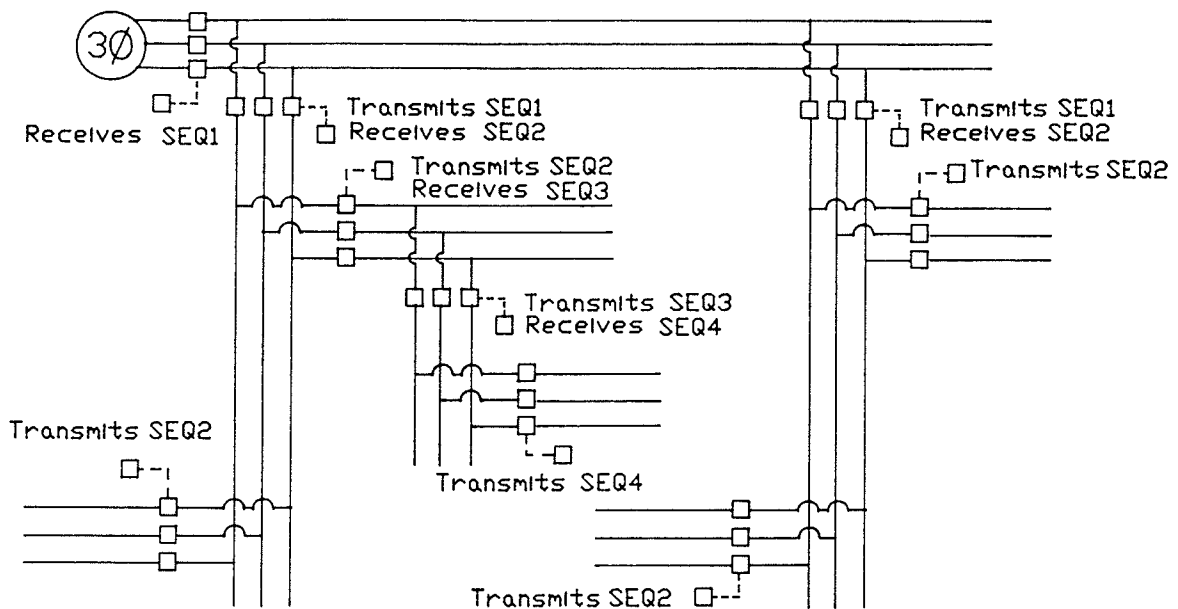 3Ø
Transmits SEQ1
Receives SEQ2
Transmits SEQ1
Receives SEQ2
Receives SEQ1
Transmits SEQ2
Receives SEQ3
Transmits SEQ2
Transmits SEQ3
Receives SEQ4
Transmits SEQ2
Transmits SEQ4
Transmits SEQ2